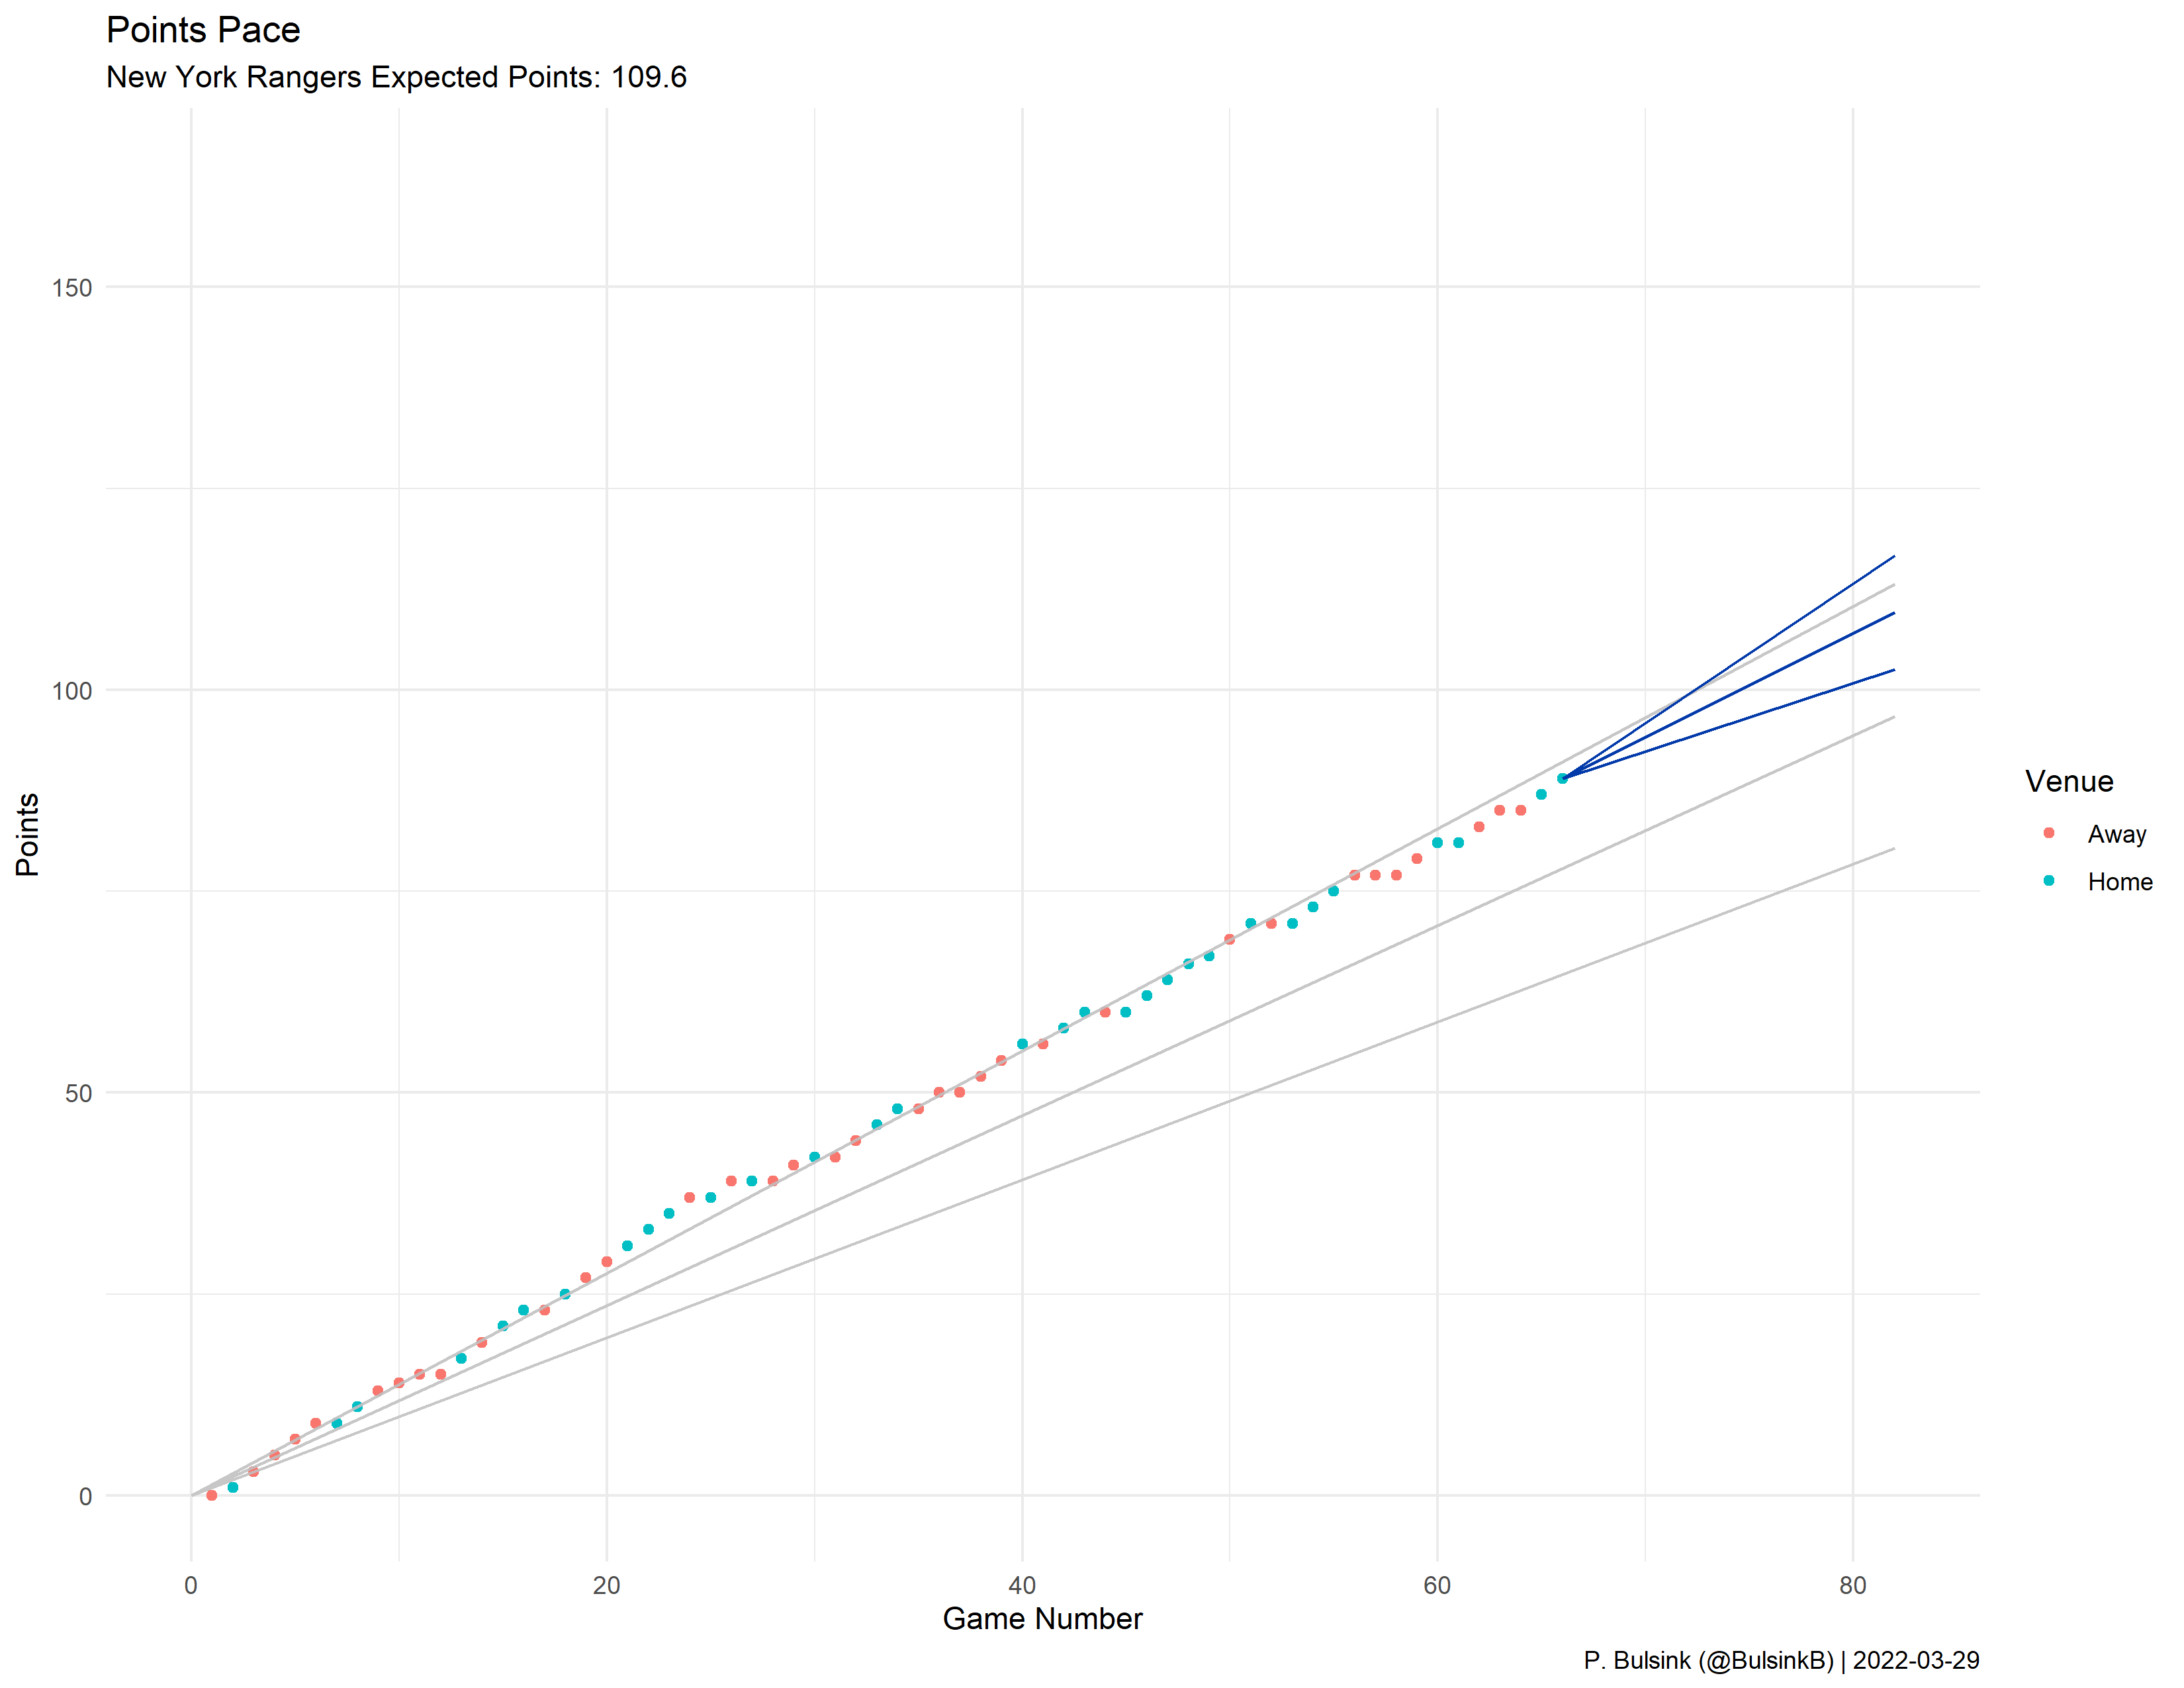 Points Pace
New York Rangers Expected Points: 109.6
150
100
50
0
Points
0 20 40 60 80
Game Number
Venue
Away
Home
P. Bulsink (@BulsinkB) | 2022-03-29